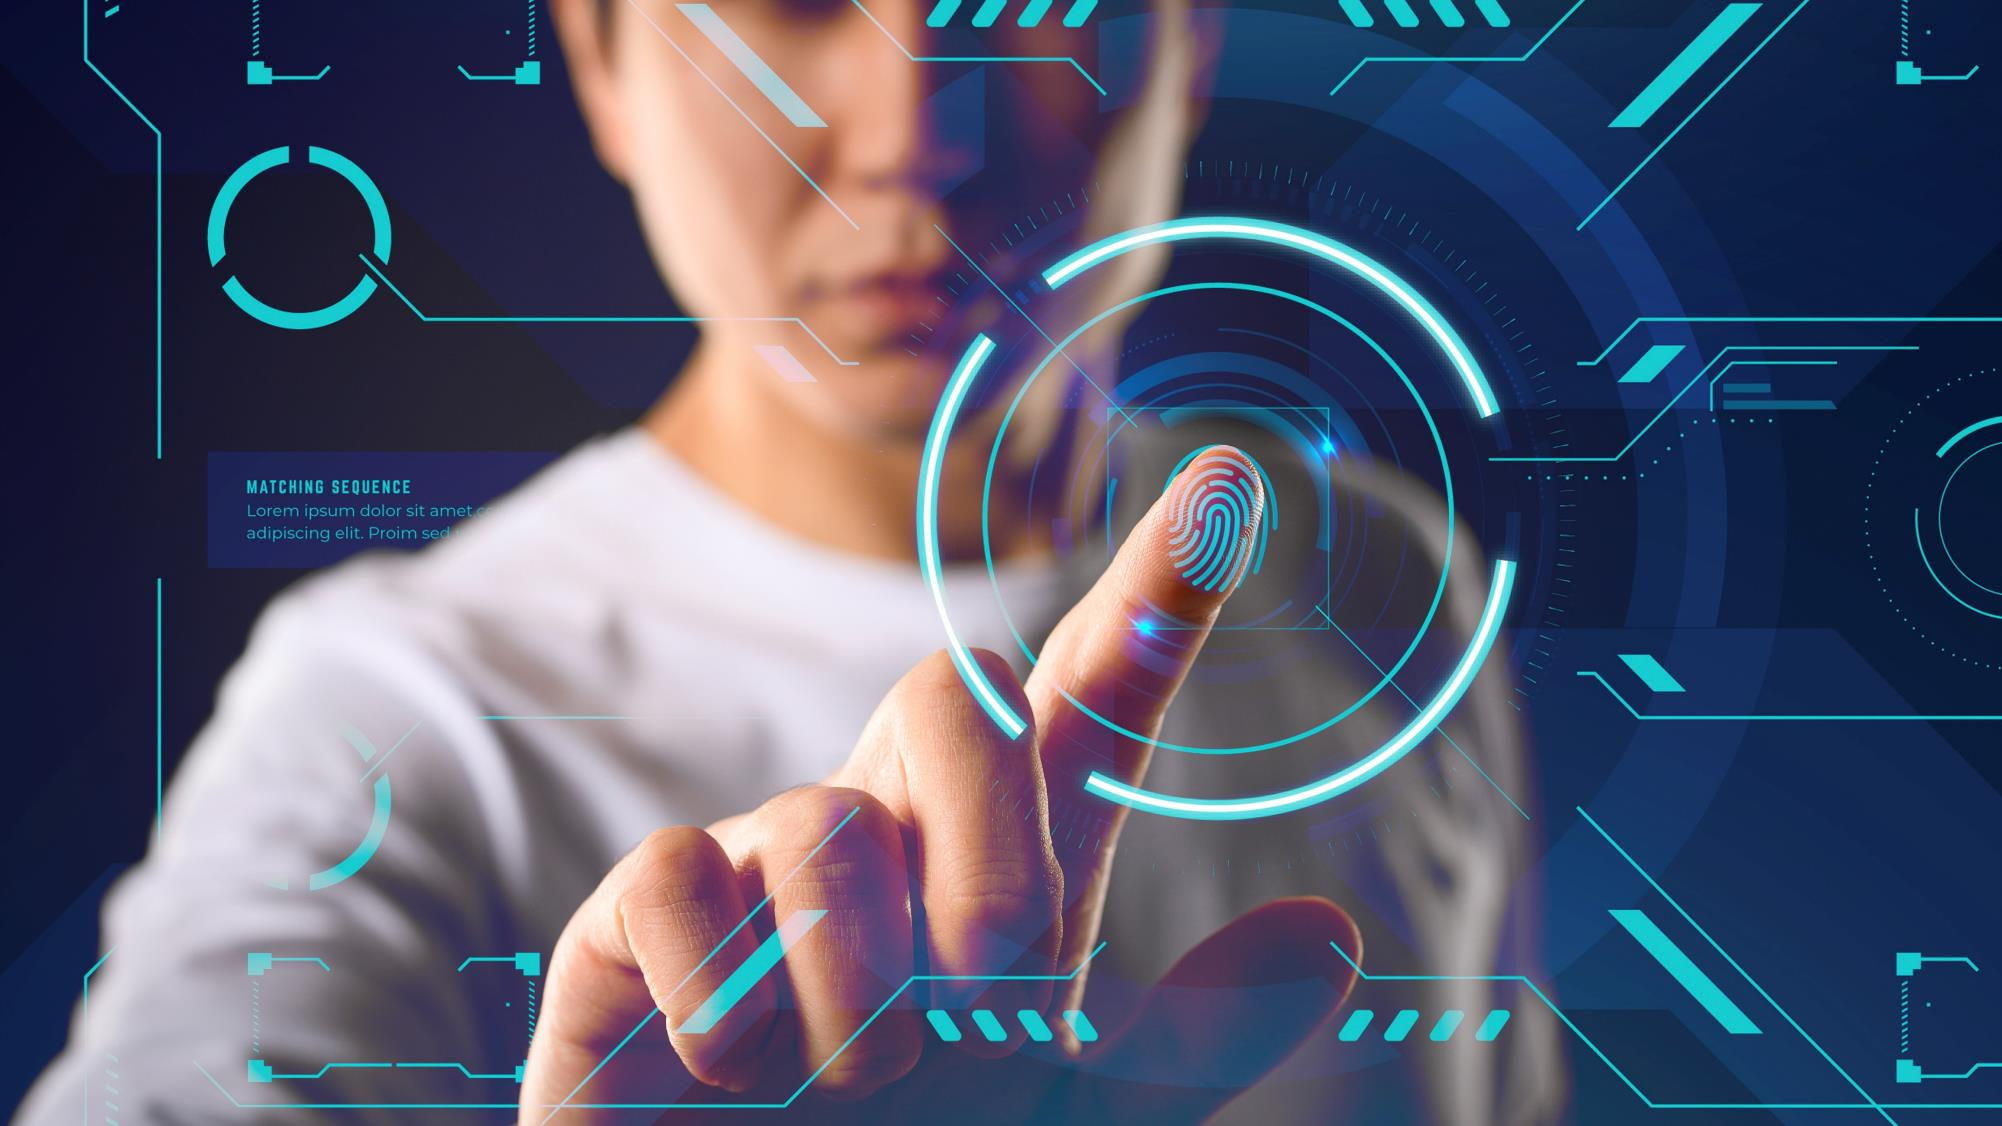 MATCHING SEQUENCE
Lorem ipsum dolor sit amet
adipiscing elit. Proim sed